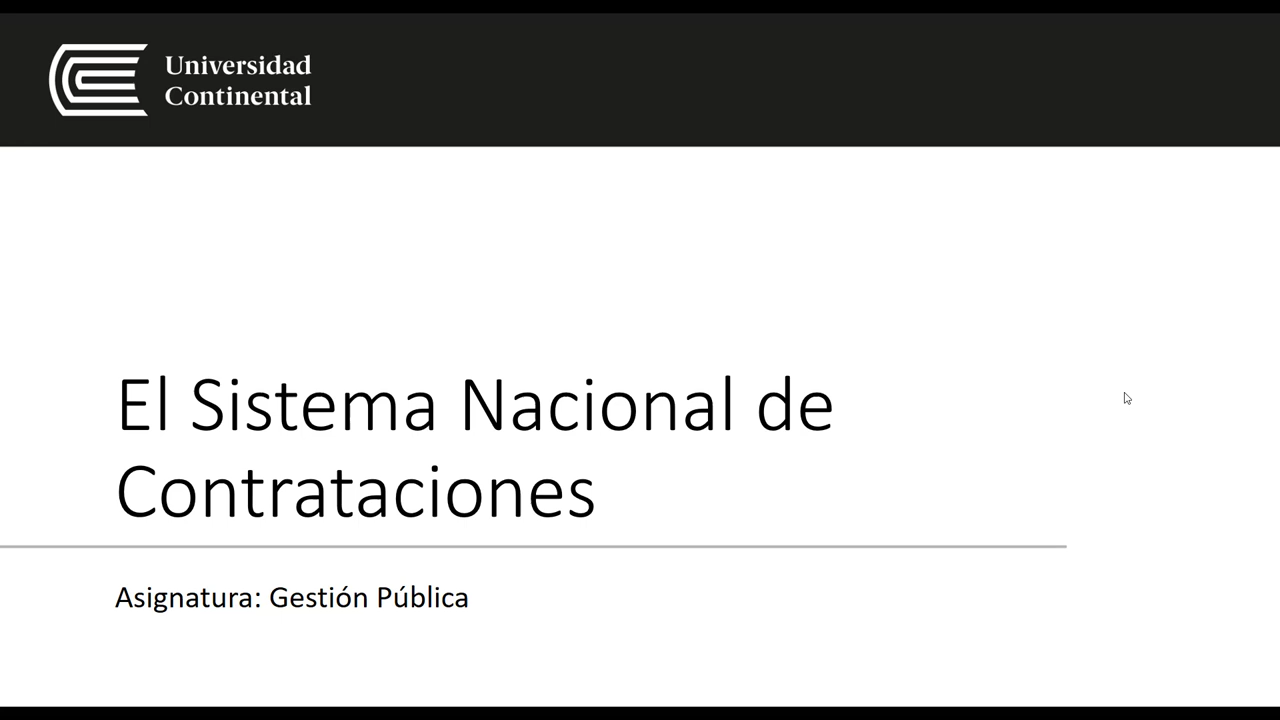 Universidad
Continental
El Sistema Nacional de
Contrataciones
Asignatura: Gestión Pública